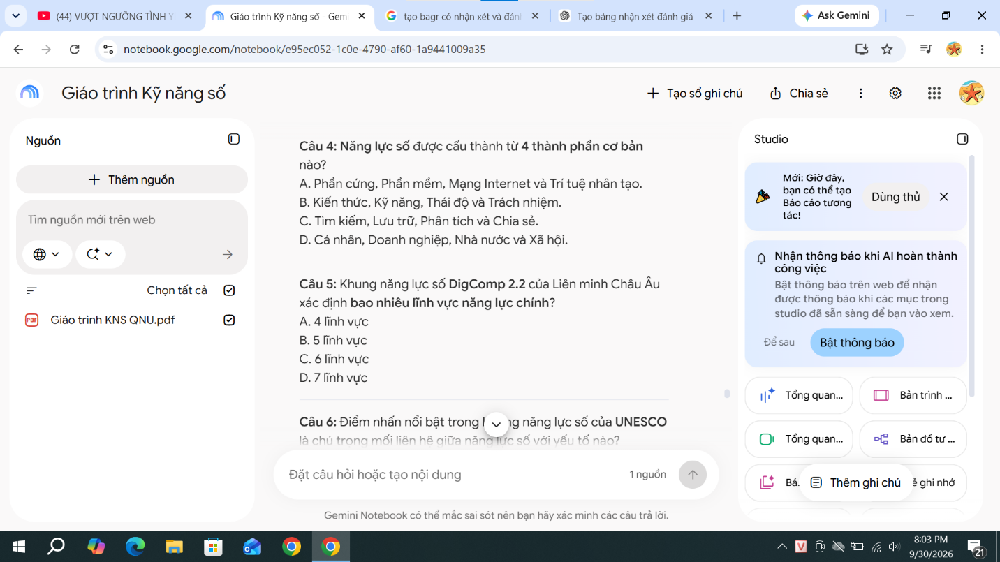 (44) VƯỢT NGƯỠNG TÌNH Y
Giáo trình Kỹ năng số - Gem
tạo bagr có nhận xét và đánh
Tạo bảng nhận xét đánh giá
Ask Gemini
notebook.google.com/notebook/e95ec052-1c0e-4790-af60-1a9441009a35
Giáo trình Kỹ năng số
Tạo sổ ghi chú
Chia sẻ
Nguồn
Thêm nguồn
Tìm nguồn mới trên web
Chọn tất cả
PDF
Giáo trình KNS QNU.pdf
Câu 4: Năng lực số được cấu thành từ 4 thành phần cơ bản
nào?
A. Phần cứng, Phần mềm, Mạng Internet và Trí tuệ nhân tạo.
B. Kiến thức, Kỹ năng, Thái độ và Trách nhiệm.
C. Tìm kiếm, Lưu trữ, Phân tích và Chia sẻ.
D. Cá nhân, Doanh nghiệp, Nhà nước và Xã hội.
Câu 5: Khung năng lực số DigComp 2.2 của Liên minh Châu Âu
xác định bao nhiêu lĩnh vực năng lực chính?
A. 4 lĩnh vực
B. 5 lĩnh vực
C. 6 lĩnh vực
D. 7 lĩnh vực
Câu 6: Điểm nhấn nổi bật trong ng năng lực số của UNESCO
là chú trọng mối liên hệ giữa năng lực số với yếu tố nào?
Đặt câu hỏi hoặc tạo nội dung
1 nguồn
Gemini Notebook có thể mắc sai sót nên bạn hãy xác minh các câu trả lời.
Studio
Mới: Giờ đây,
bạn có thể tạo
Báo cáo tương
tác!
Dùng thử
Nhận thông báo khi AI hoàn thành
công việc
Bật thông báo trên web để nhận
được thông báo khi các mục trong
studio đã sẵn sàng để bạn vào xem.
Để sau
Bật thông báo
Tổng quan...
Bản trình ...
Tổng quan...
Bản đồ tư ...
Bá.
Thêm ghi chú
ẻ ghi nhớ
V
8:03 PM
9/30/2026
21